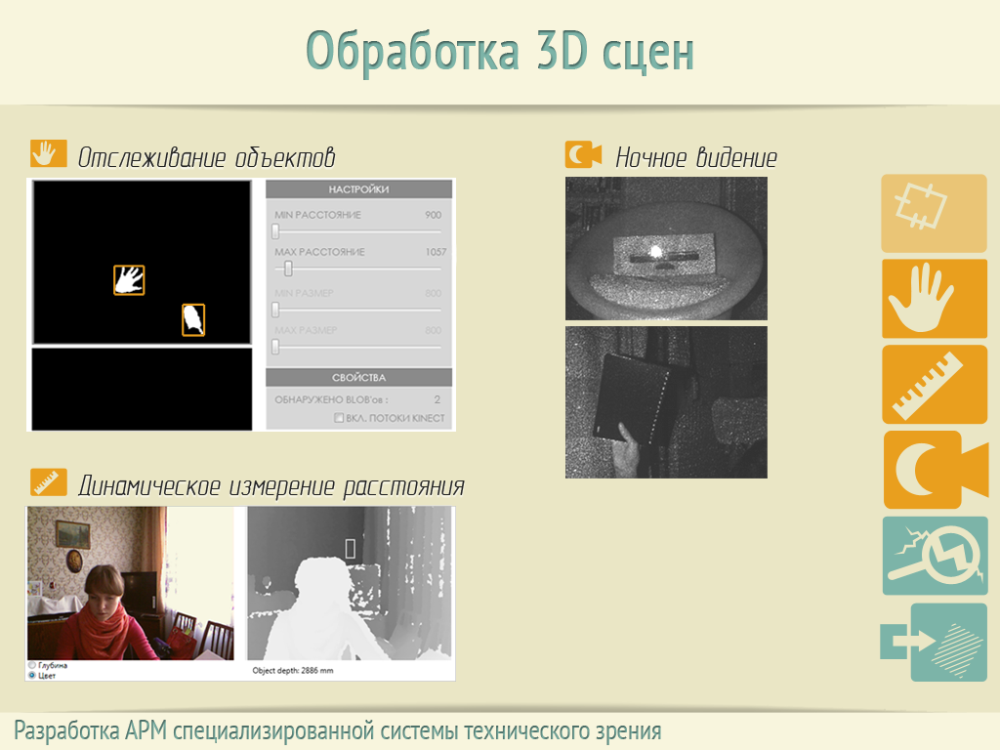 Обработка 3D сцен
Отслеживание объектов
НАСТРОЙКИ
MIN РАССТОЯНИЕ 900
MAX РАССТОЯНИЕ 1057
MIN РАЗМЕР 800
MAX РАЗМЕР 800
СВОЙСТВА
ОБНАРУЖЕНО BLOB'ов : 2
ВКЛ. ПОТОКИ KINECT
Ночное видение
Динамическое измерение расстояния
Глубина
Цвет
Object depth: 2886 mm
Разработка АРМ специализированной системы технического зрения